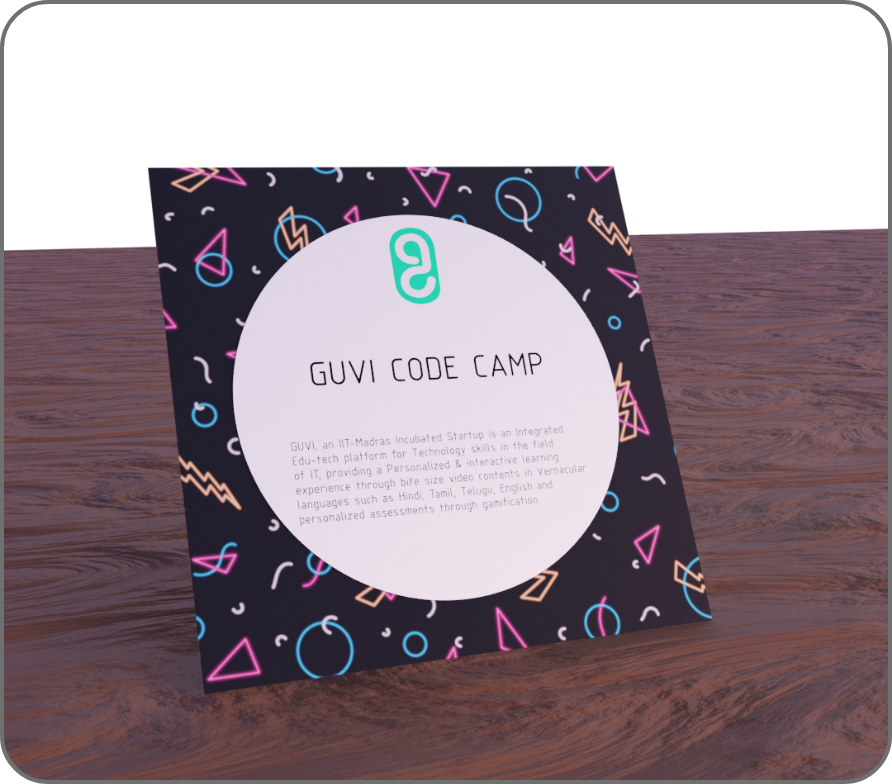 GUVI CODE CAMP
GUVI, an IIT-Madras Incubated Startup is an Integrated
Edu-tech platform for Technology skills in the field
of IT, providing a Personalized & interactive learning
experience through bite size video contents in Vernacular
languages such as Hindi, Tamil, Telugu, English and
personalized assessments through gamification